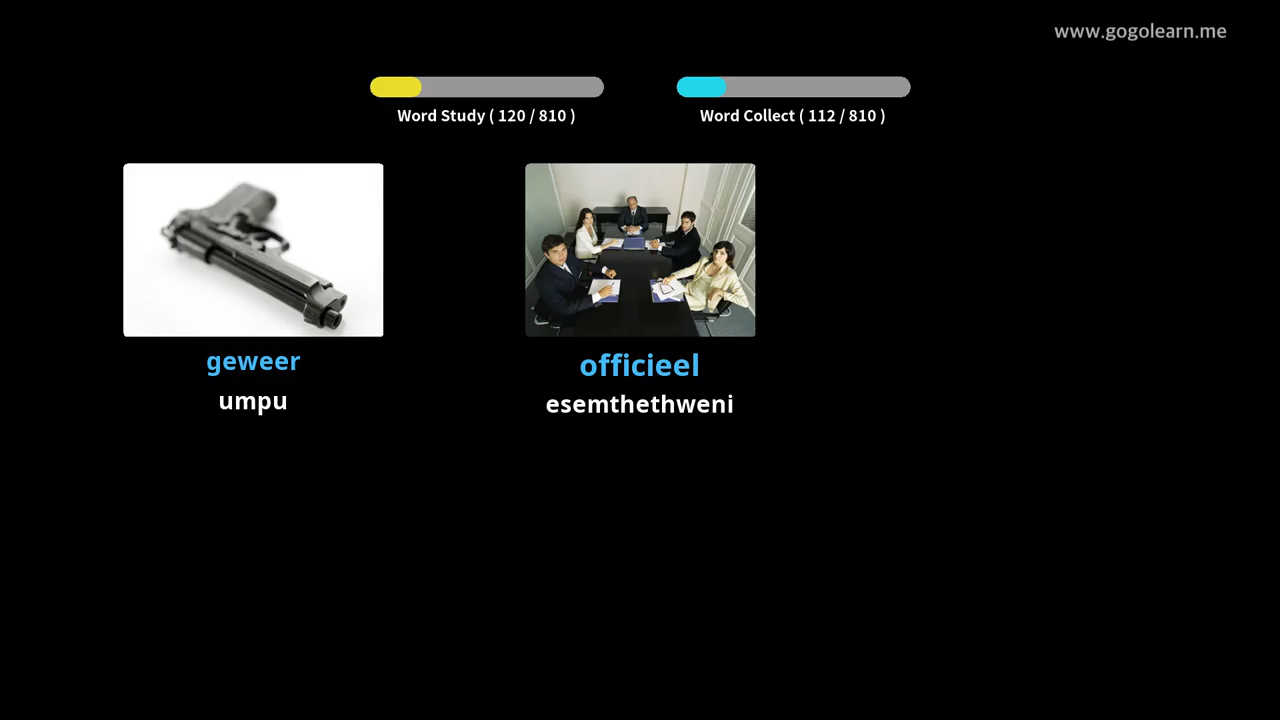 www.gogolearn.me
Word Study ( 120 / 810 )
Word Collect ( 112 / 810 )
geweer
umpu
officieel
esemthethweni